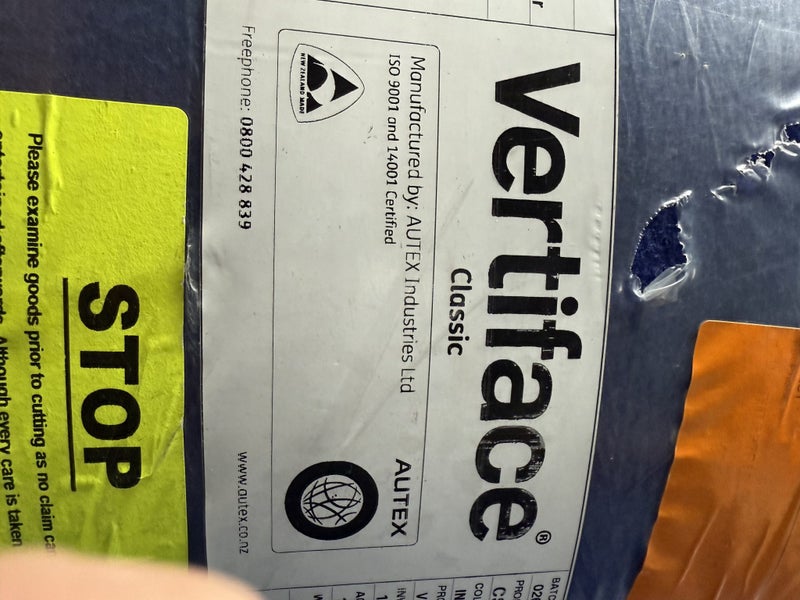 Vertiface®
Classic
Manufactured by: AUTEX Industries Ltd
ISO 9001 and 14001 Certified
AUTEX
NEW ZEALAND MADE
Freephone: 0800 428 839
www.autex.co.nz
STOP
Please examine goods prior to cutting as no claim
Although every care is taken